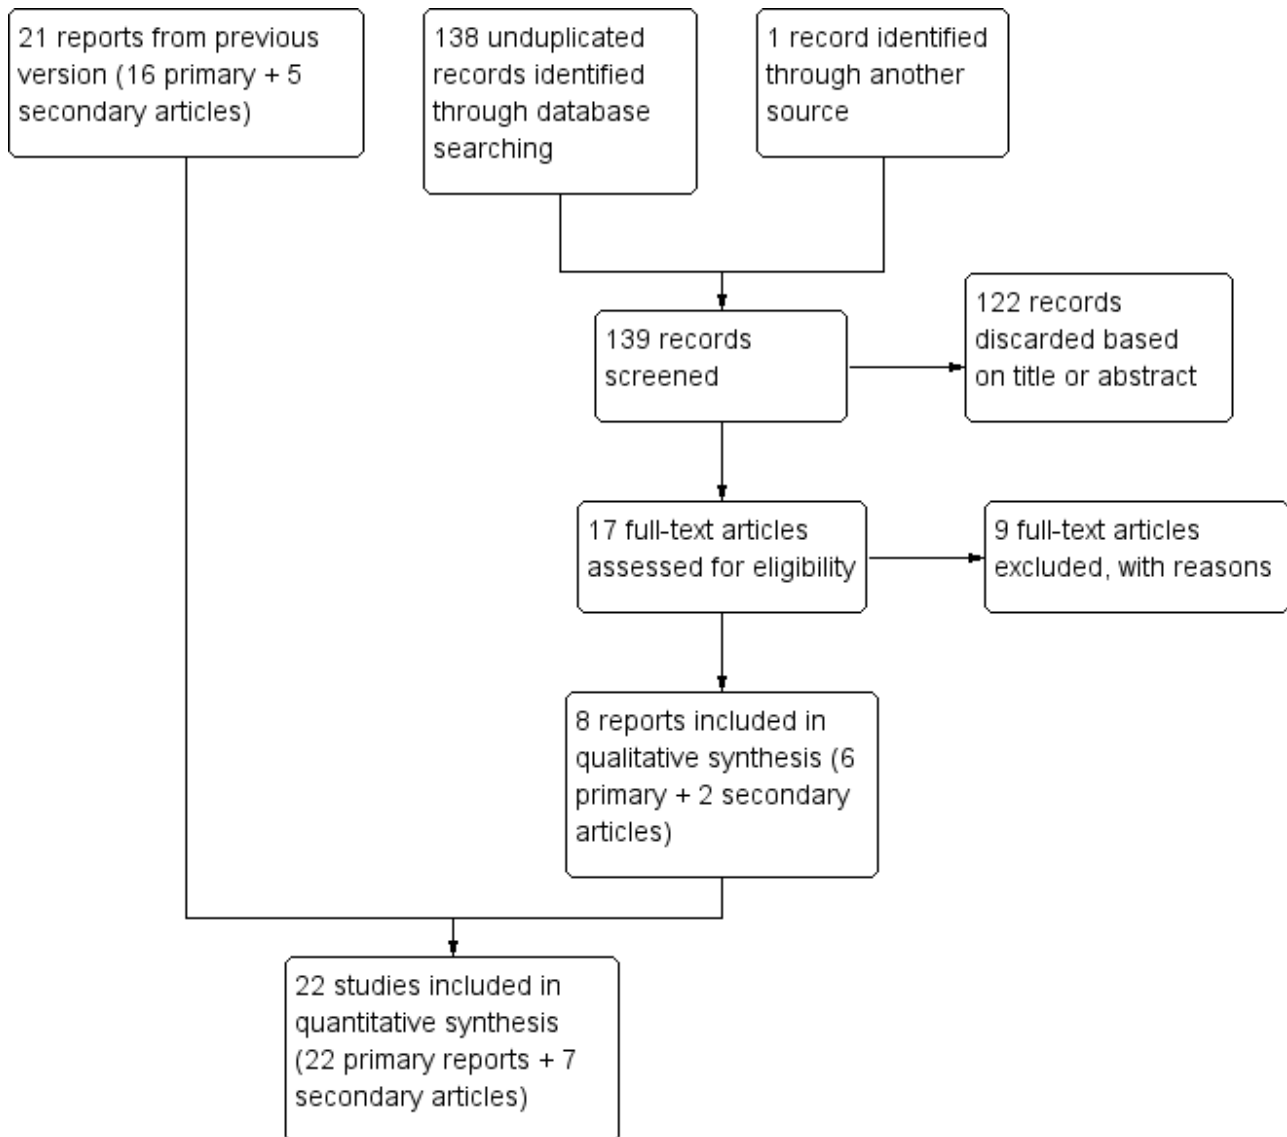 21 reports from previous
version (16 primary + 5
secondary articles)
138 unduplicated
records identified
through database
searching
1 record identified
through another
source
139 records
screened
122 records
discarded based
on title or abstract
17 full-text articles
assessed for eligibility
9 full-text articles
excluded, with reasons
8 reports included in
qualitative synthesis (6
primary + 2 secondary
articles)
22 studies included in
quantitative synthesis
(22 primary reports + 7
secondary articles)